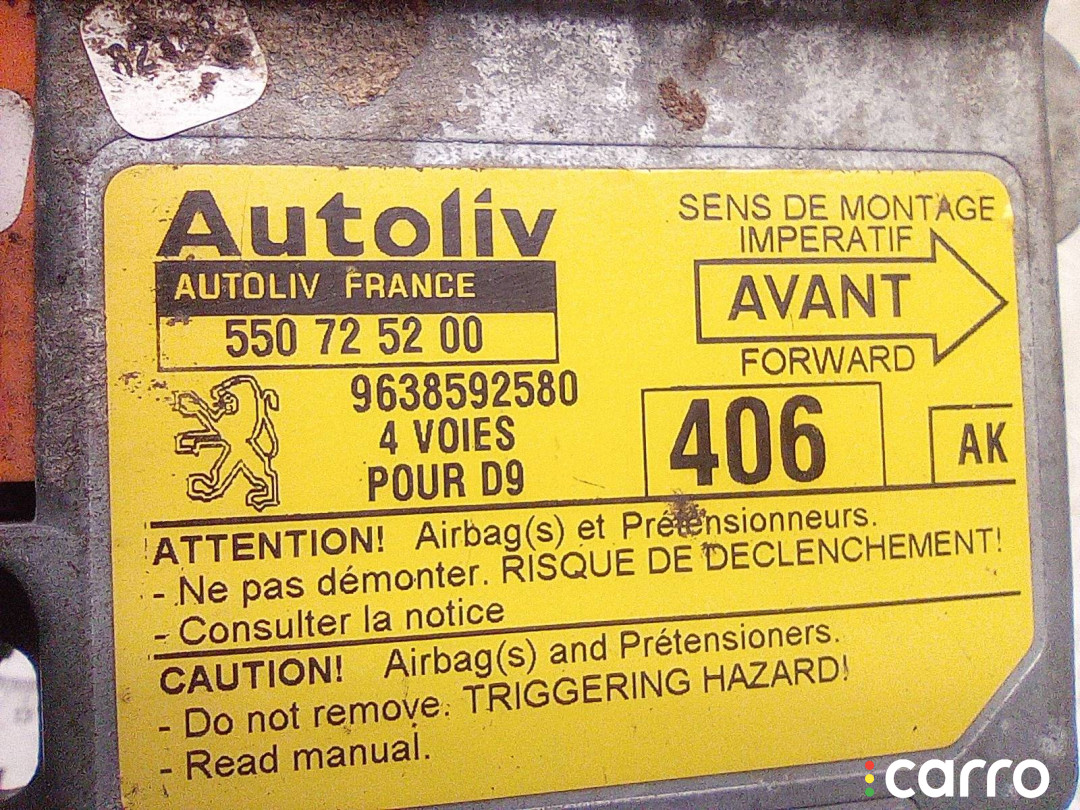 Autoliv
AUTOLIV FRANCE
550 72 52 00
9638592580
4 VOIES
POUR D9
SENS DE MONTAGE
IMPERATIF
AVANT
FORWARD
406
AK
ATTENTION! Airbag(s) et Prétensionneurs.
- Ne pas démonter. RISQUE DE DECLENCHEMENT!
- Consulter la notice
CAUTION! Airbag(s) and Prétensioners.
- Do not remove. TRIGGERING HAZARD!
- Read manual.
carro